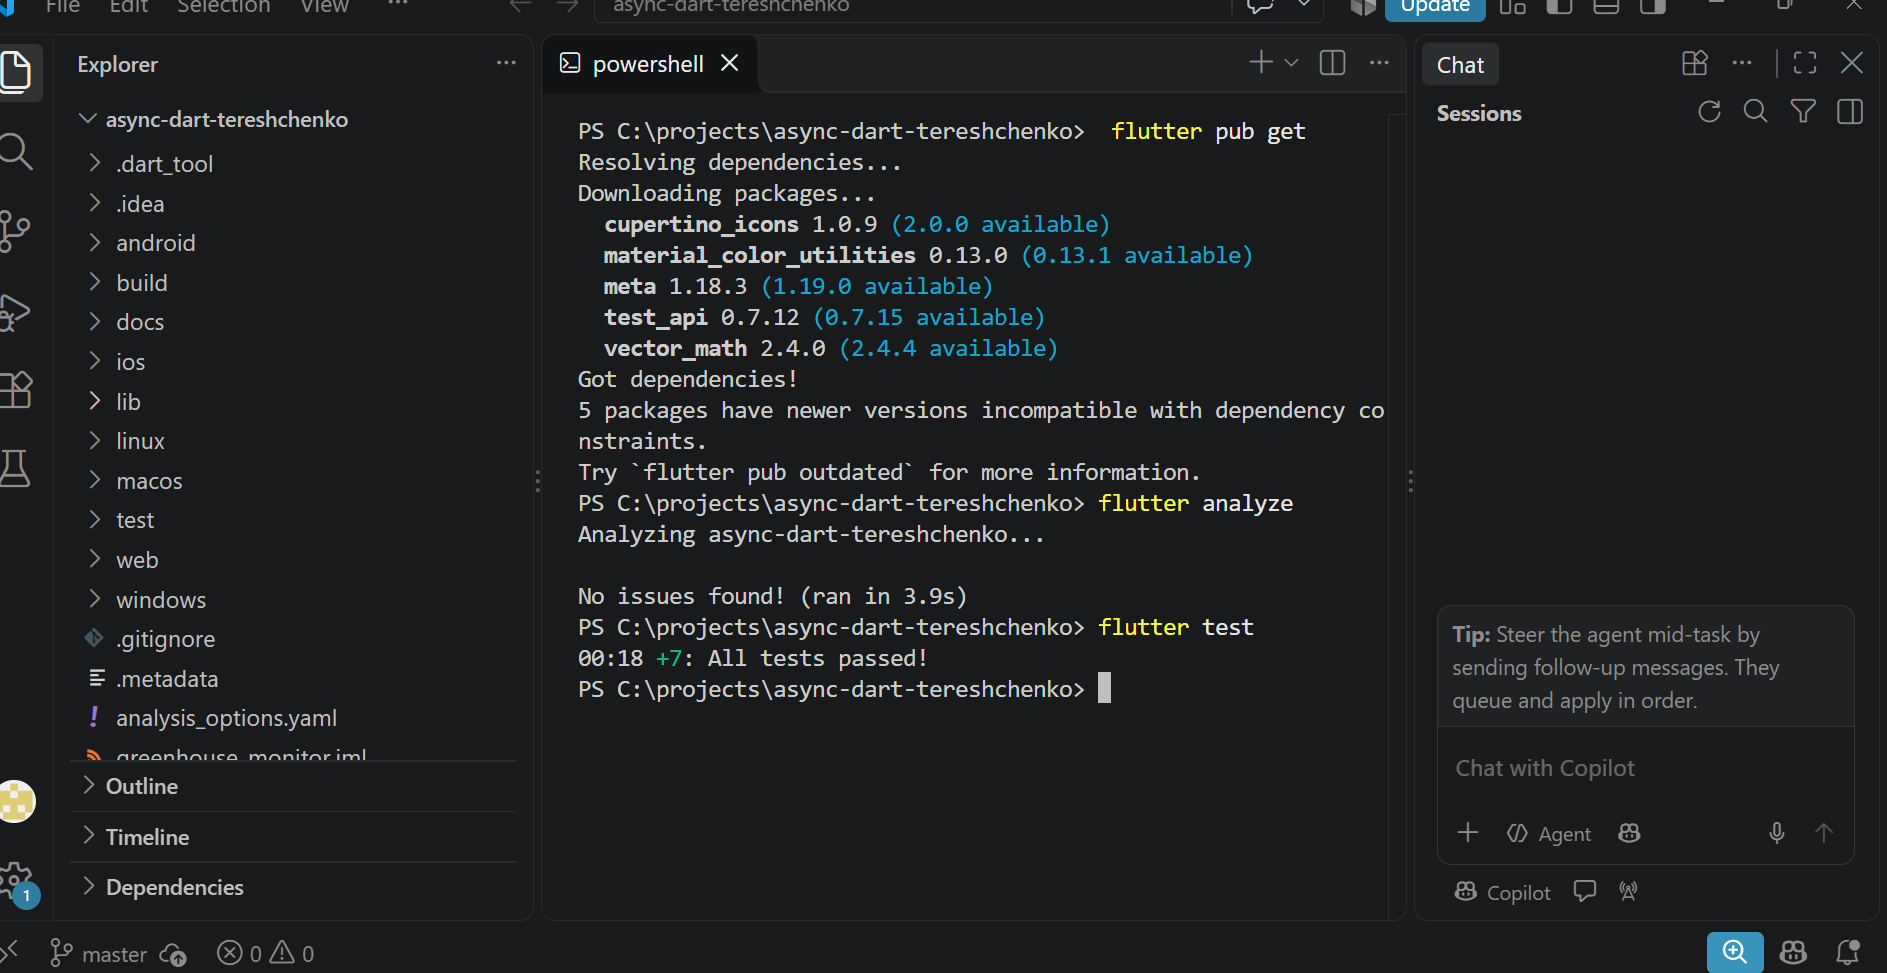 File Edit Selection View ...
async-dart-tereshchenko
Update
Explorer
async-dart-tereshchenko
.dart_tool
.idea
android
build
docs
ios
lib
linux
macos
test
web
windows
.gitignore
.metadata
analysis_options.yaml
greenhouse_monitor.iml
Outline
Timeline
Dependencies
powershell
PS C:\projects\async-dart-tereshchenko>  flutter pub get
Resolving dependencies...
Downloading packages...
  cupertino_icons 1.0.9 (2.0.0 available)
  material_color_utilities 0.13.0 (0.13.1 available)
  meta 1.18.3 (1.19.0 available)
  test_api 0.7.12 (0.7.15 available)
  vector_math 2.4.0 (2.4.4 available)
Got dependencies!
5 packages have newer versions incompatible with dependency co
nstraints.
Try `flutter pub outdated` for more information.
PS C:\projects\async-dart-tereshchenko> flutter analyze
Analyzing async-dart-tereshchenko...
No issues found! (ran in 3.9s)
PS C:\projects\async-dart-tereshchenko> flutter test
00:18 +7: All tests passed!
PS C:\projects\async-dart-tereshchenko>
Chat
Sessions
Tip: Steer the agent mid-task by
sending follow-up messages. They
queue and apply in order.
Chat with Copilot
Agent
Copilot
1
master
0 0